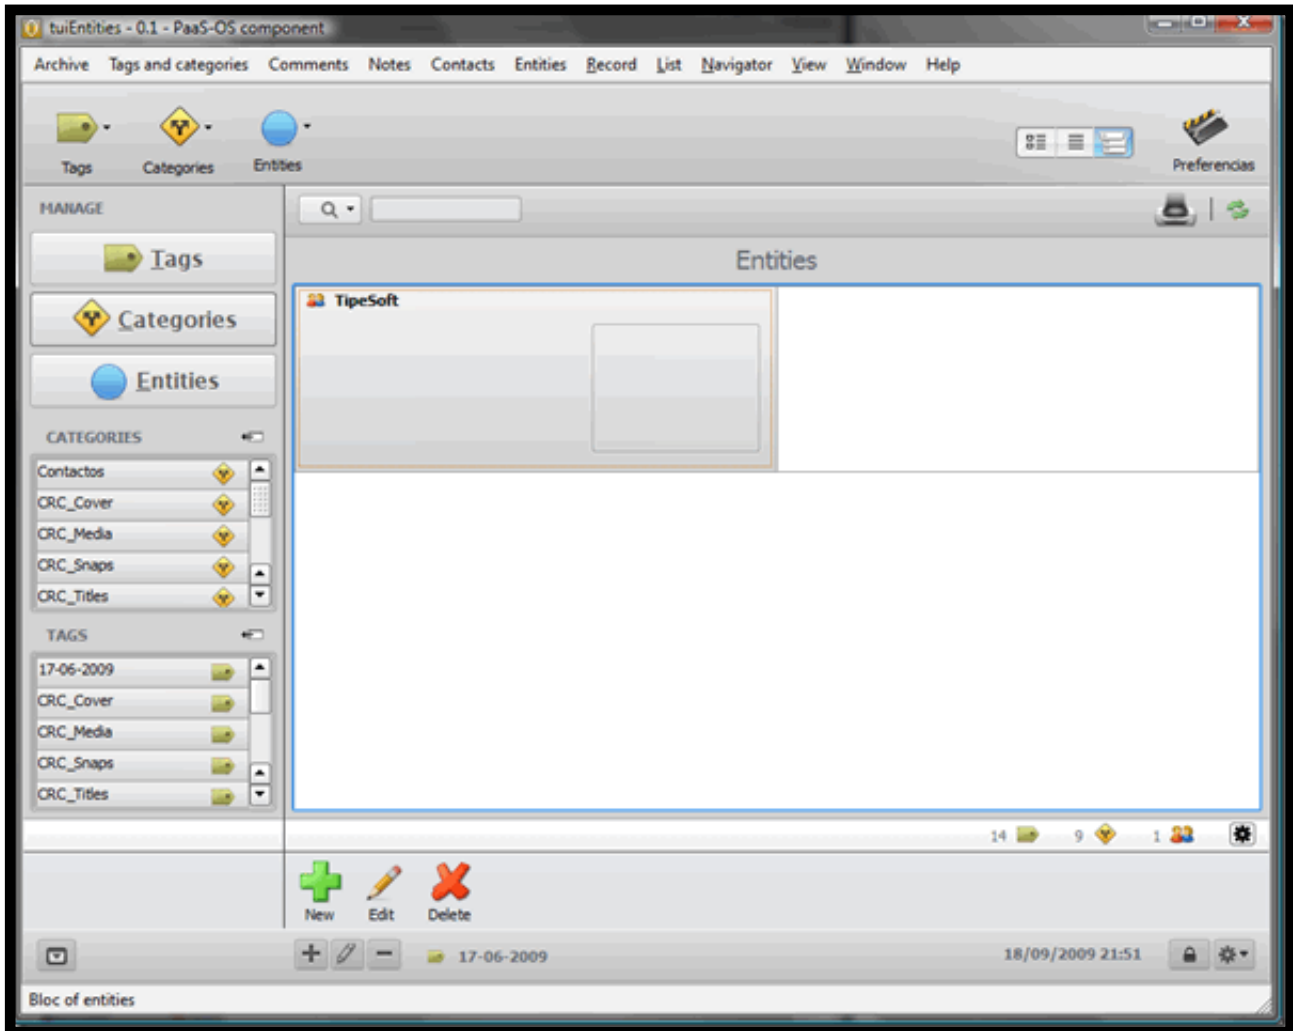 tuiEntities - 0.1 - PaaS-OS component
Archive Tags and categories Comments Notes Contacts Entities Record List Navigator View Window Help
Tags Categories Entities Preferencias
MANAGE
Tags
Categories
Entities
CATEGORIES
Contactos
CRC_Cover
CRC_Media
CRC_Snaps
CRC_Titles
TAGS
17-06-2009
CRC_Cover
CRC_Media
CRC_Snaps
CRC_Titles
Entities
TipeSoft
14 9 1
New Edit Delete
17-06-2009 18/09/2009 21:51
Bloc of entities